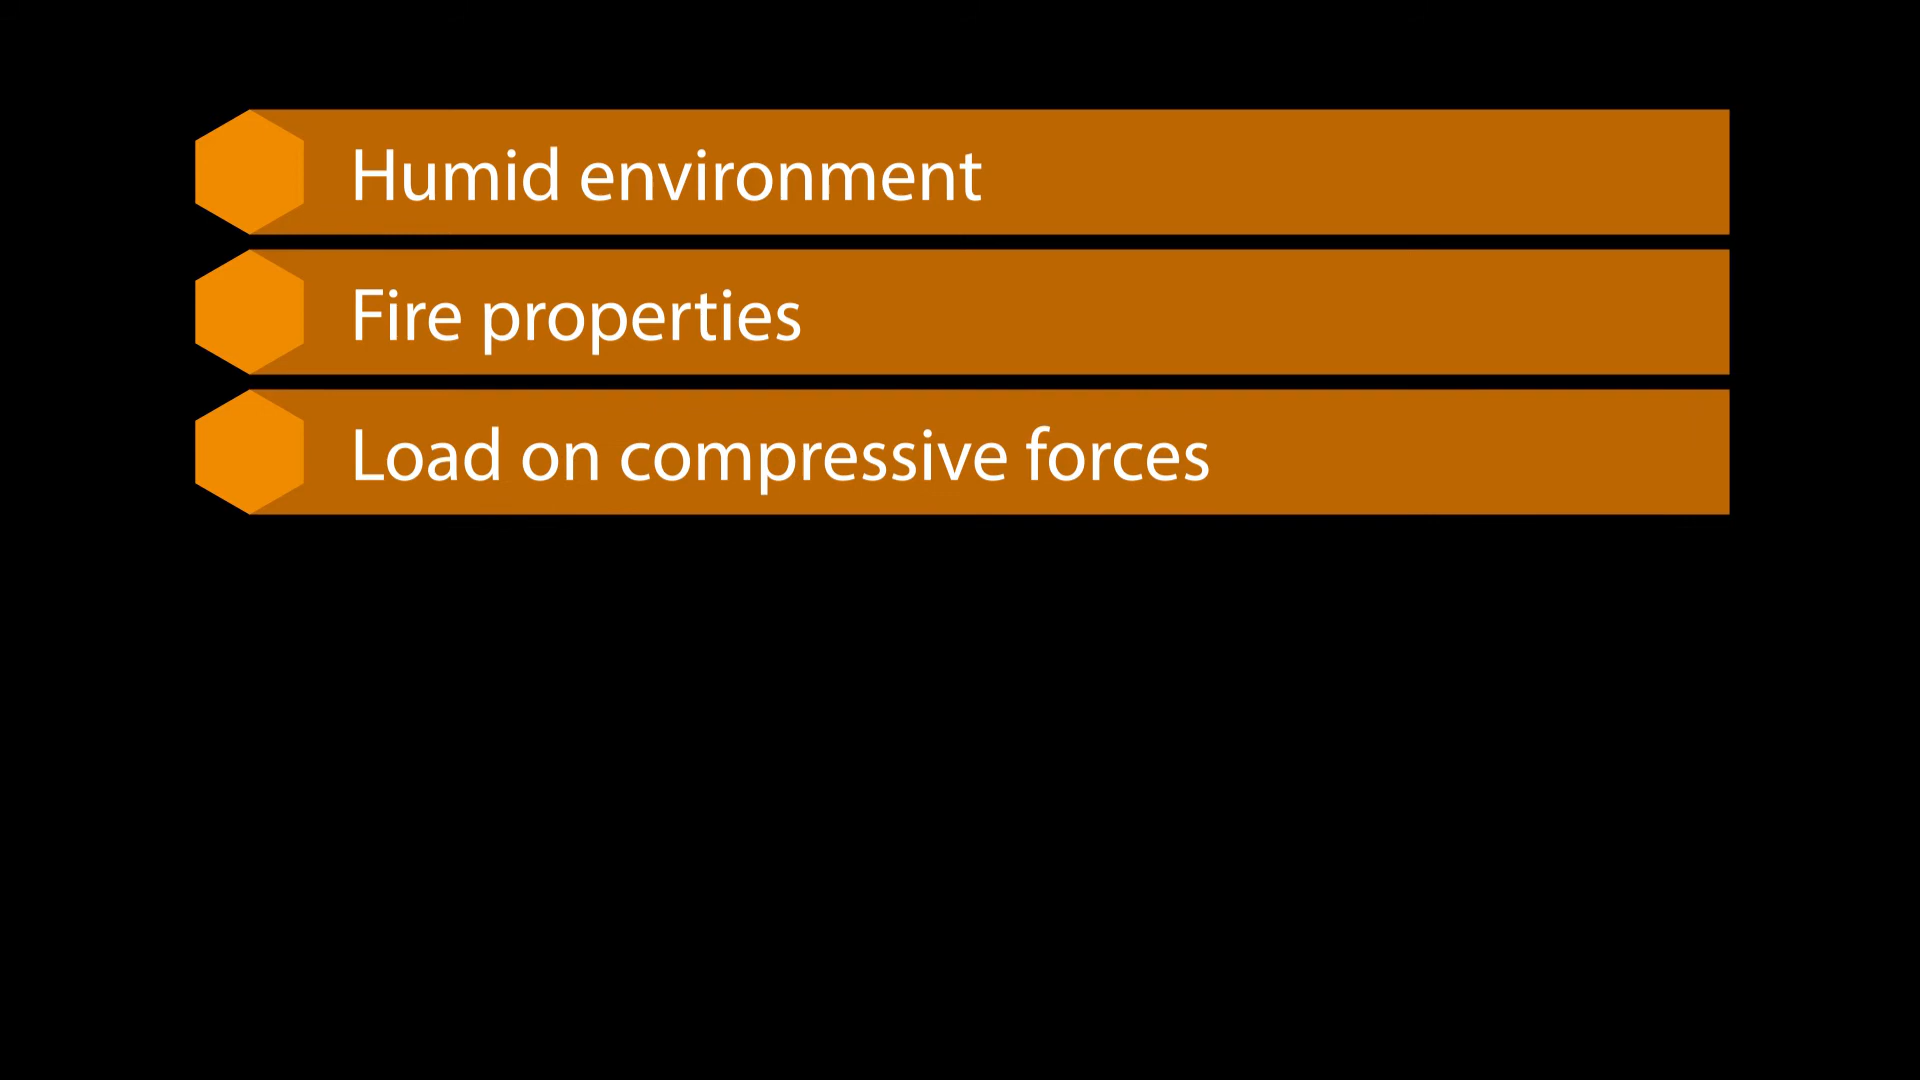 Humid environment
Fire properties
Load on compressive forces